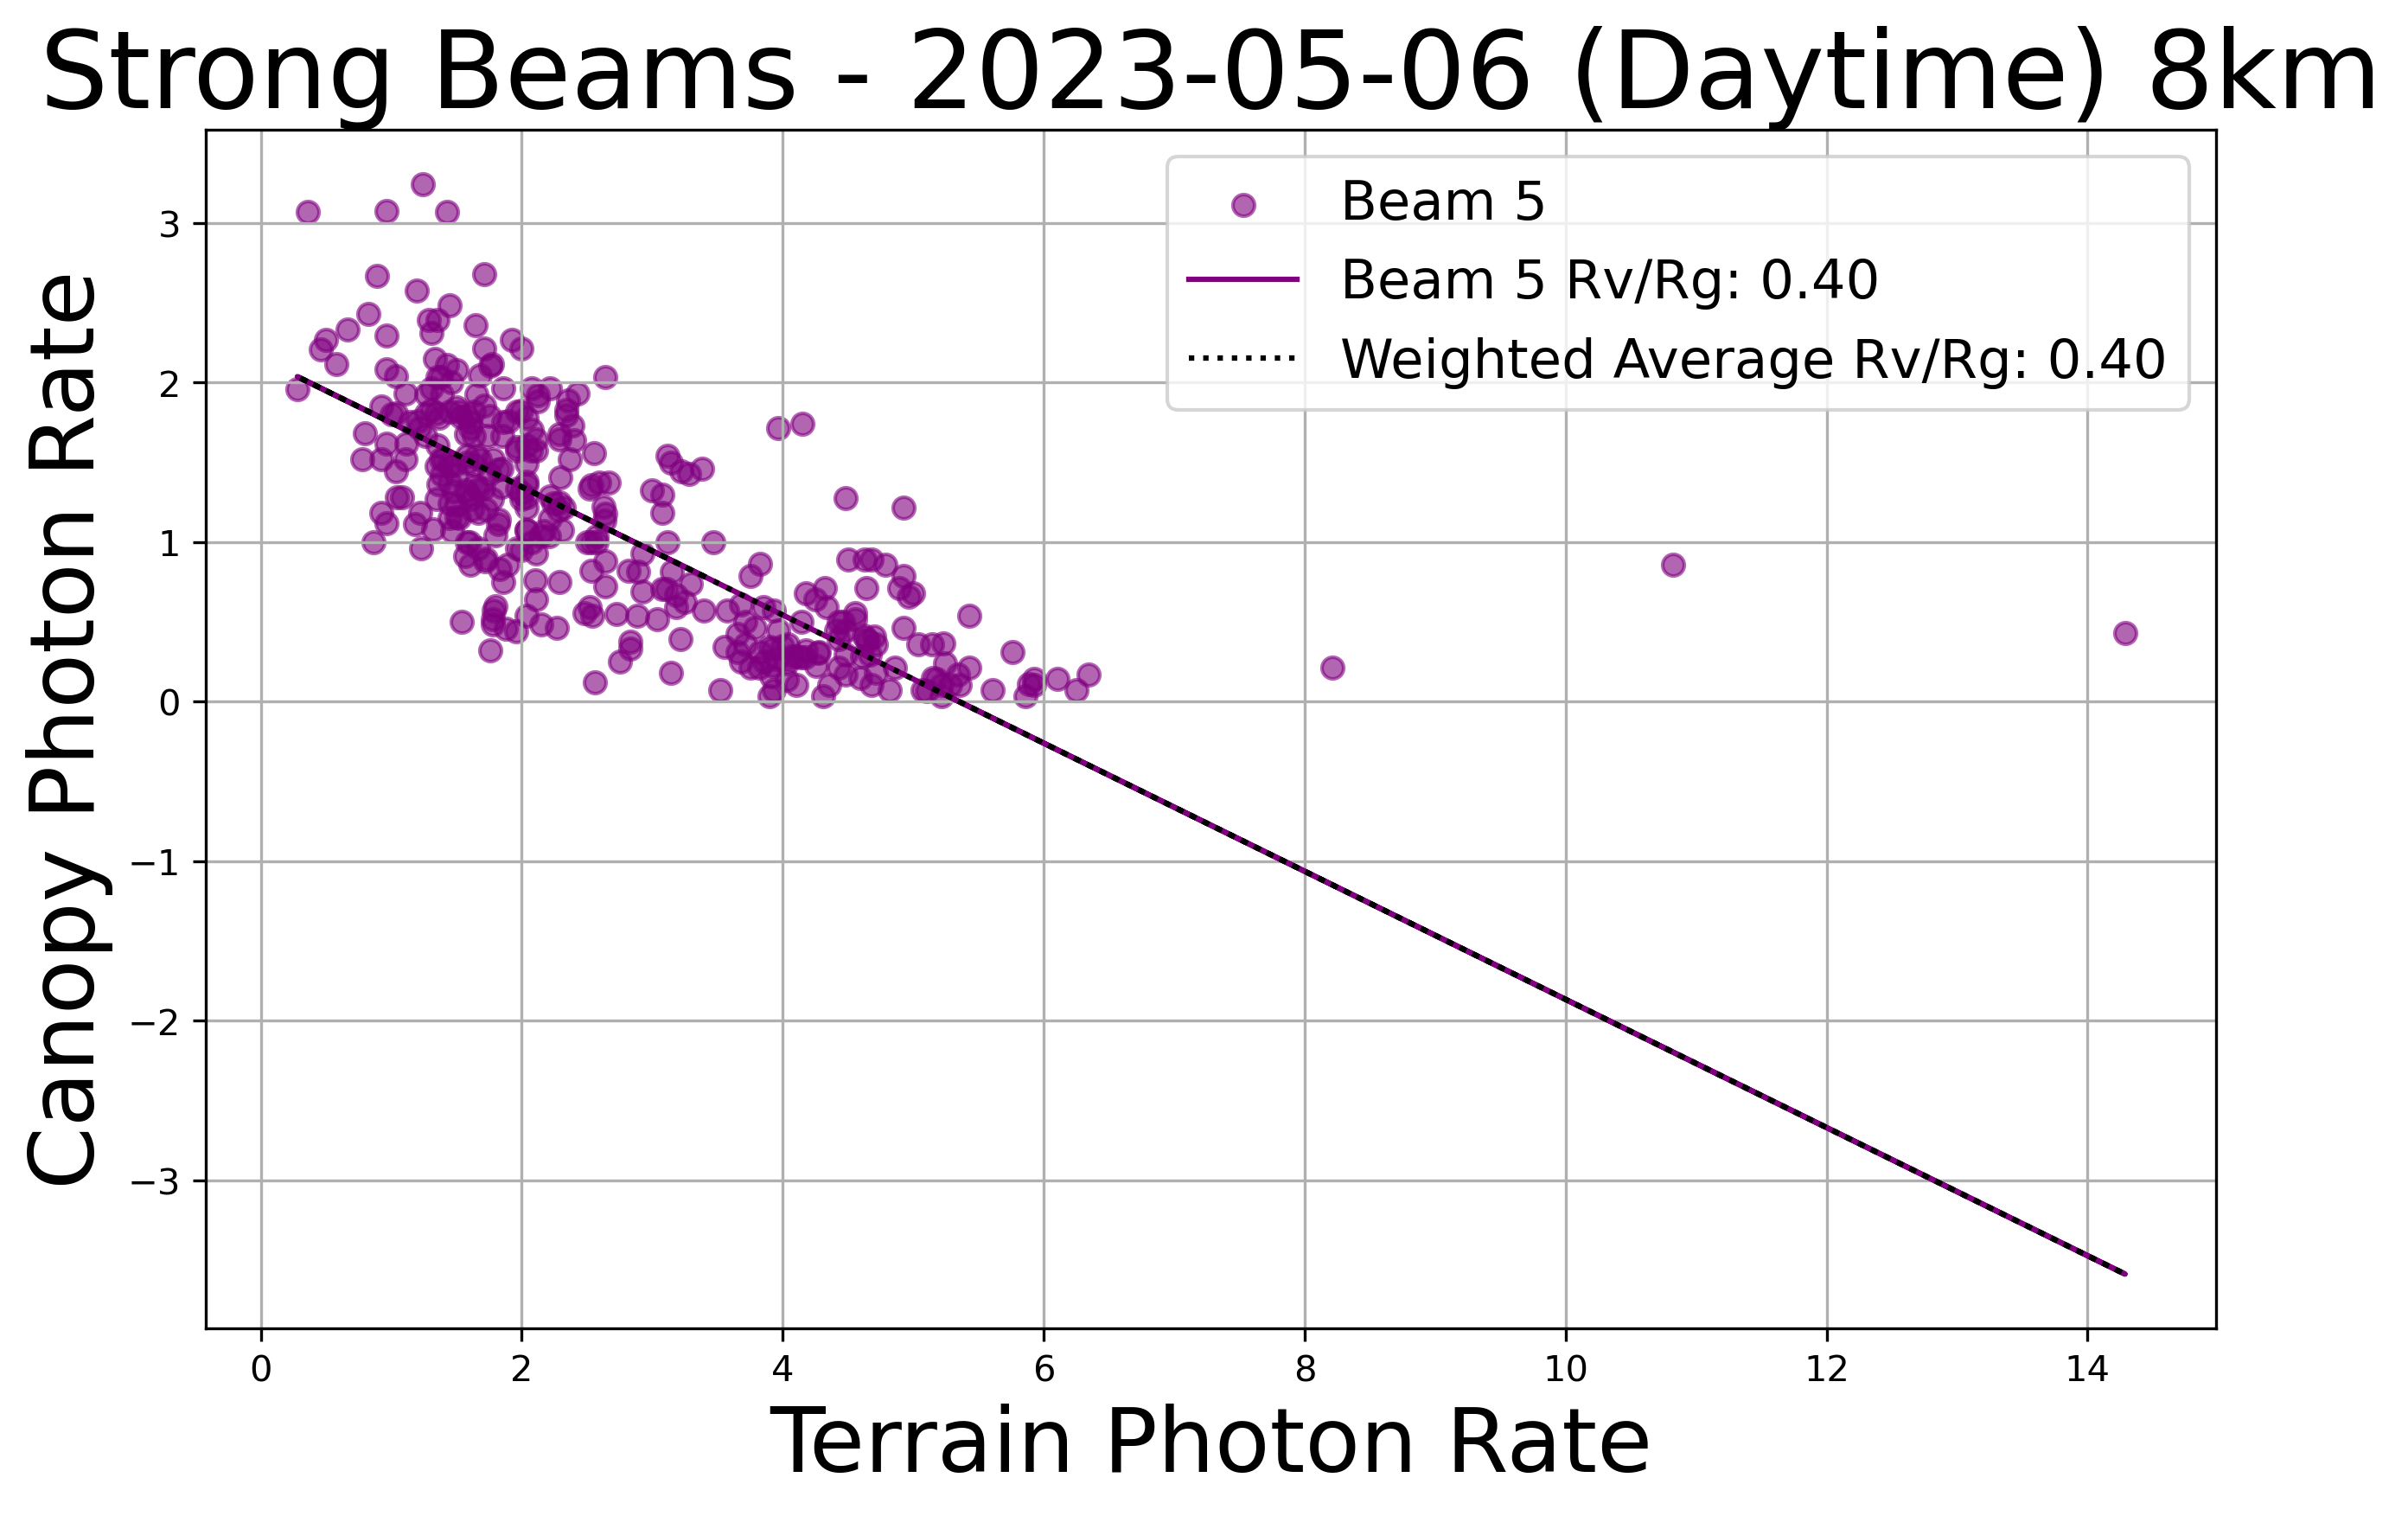 Strong Beams - 2023-05-06 (Daytime) 8km
Beam 5
Beam 5 Rv/Rg: 0.40
Weighted Average Rv/Rg: 0.40
Canopy Photon Rate
3
2
1
0
−1
−2
−3
0 2 4 6 8 10 12 14
Terrain Photon Rate